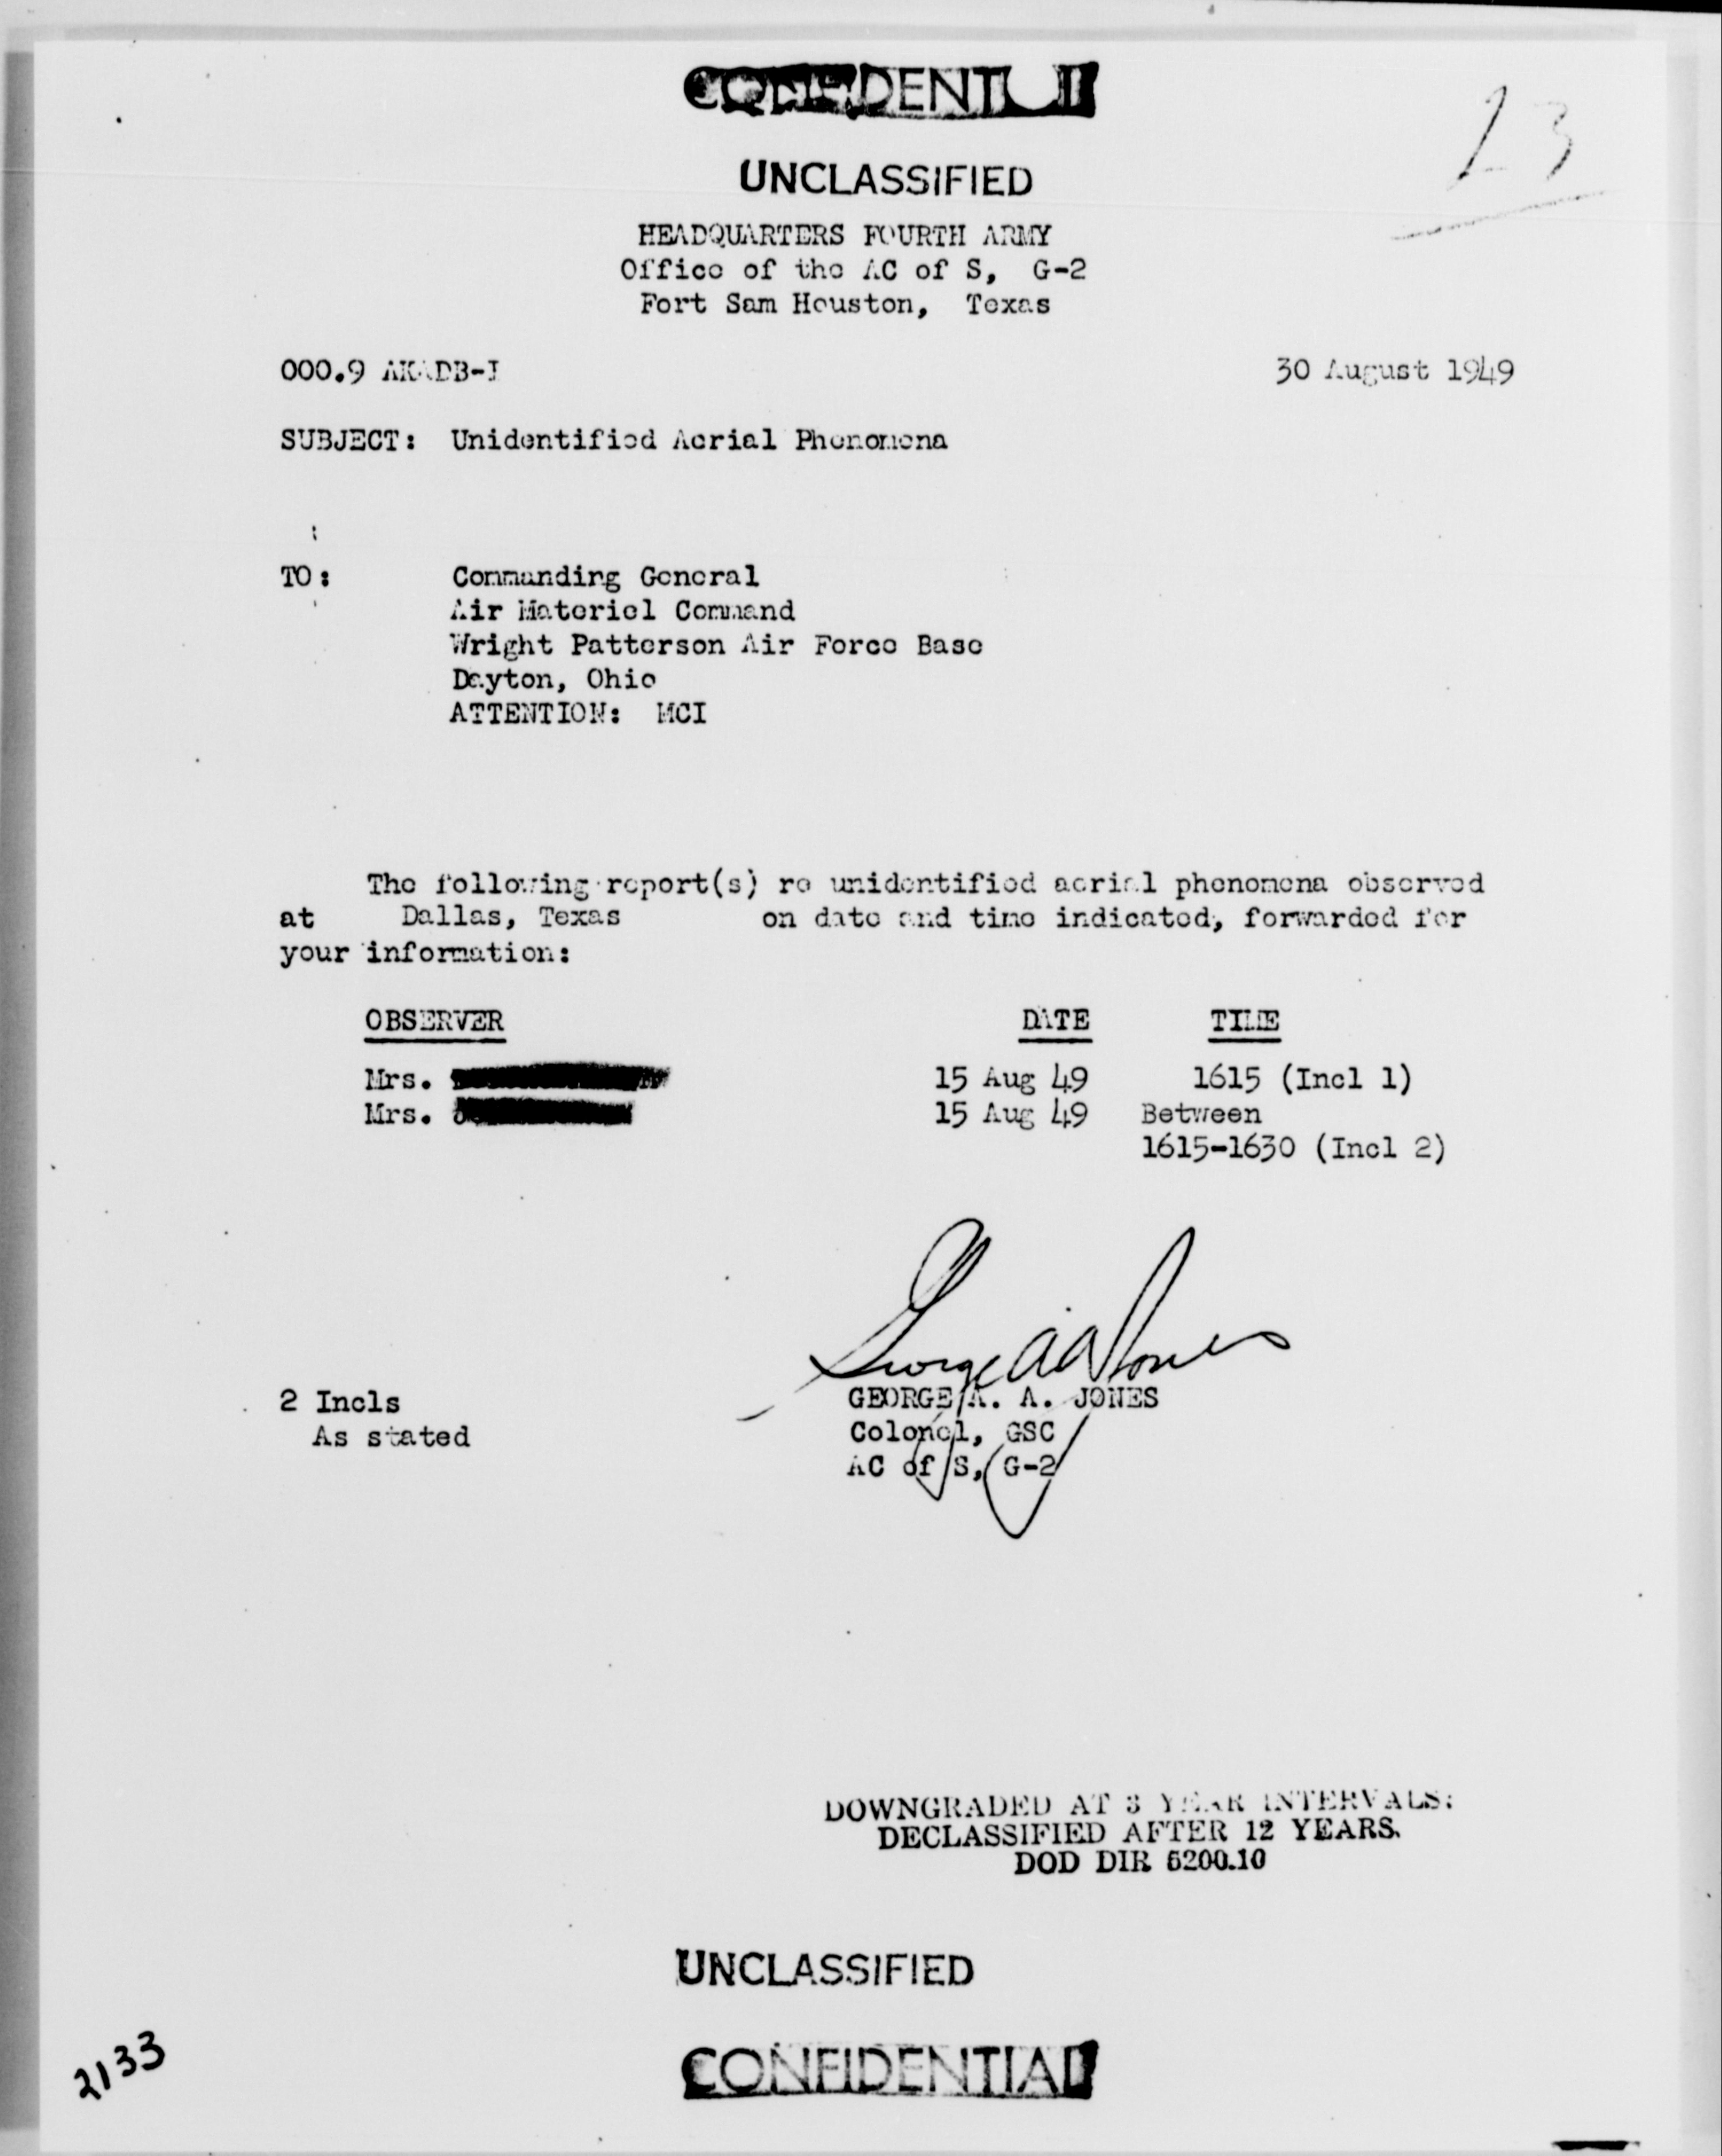 CONFIDENTIAL
23
UNCLASSIFIED
HEADQUARTERS FOURTH ARMY
Office of the AC of S, G-2
Fort Sam Houston, Texas
000.9 AKADB-I 30 August 1949
SUBJECT: Unidentified Aerial Phenomena
TO: Commanding General
Air Materiel Command
Wright Patterson Air Force Base
Dayton, Ohio
ATTENTION: MCI
The following report(s) re unidentified aerial phenomena observed
at Dallas, Texas on date and time indicated, forwarded for
your information:
OBSERVER DATE TIME
Mrs. 15 Aug 49 1615 (Incl 1)
Mrs. 15 Aug 49 Between
1615-1630 (Incl 2)
George A A Jones
2 Incls GEORGE A. A. JONES
As stated Colonel, GSC
AC of S, G-2
DOWNGRADED AT 3 YEAR INTERVALS:
DECLASSIFIED AFTER 12 YEARS.
DOD DIR 5200.10
UNCLASSIFIED
2133
CONFIDENTIAL